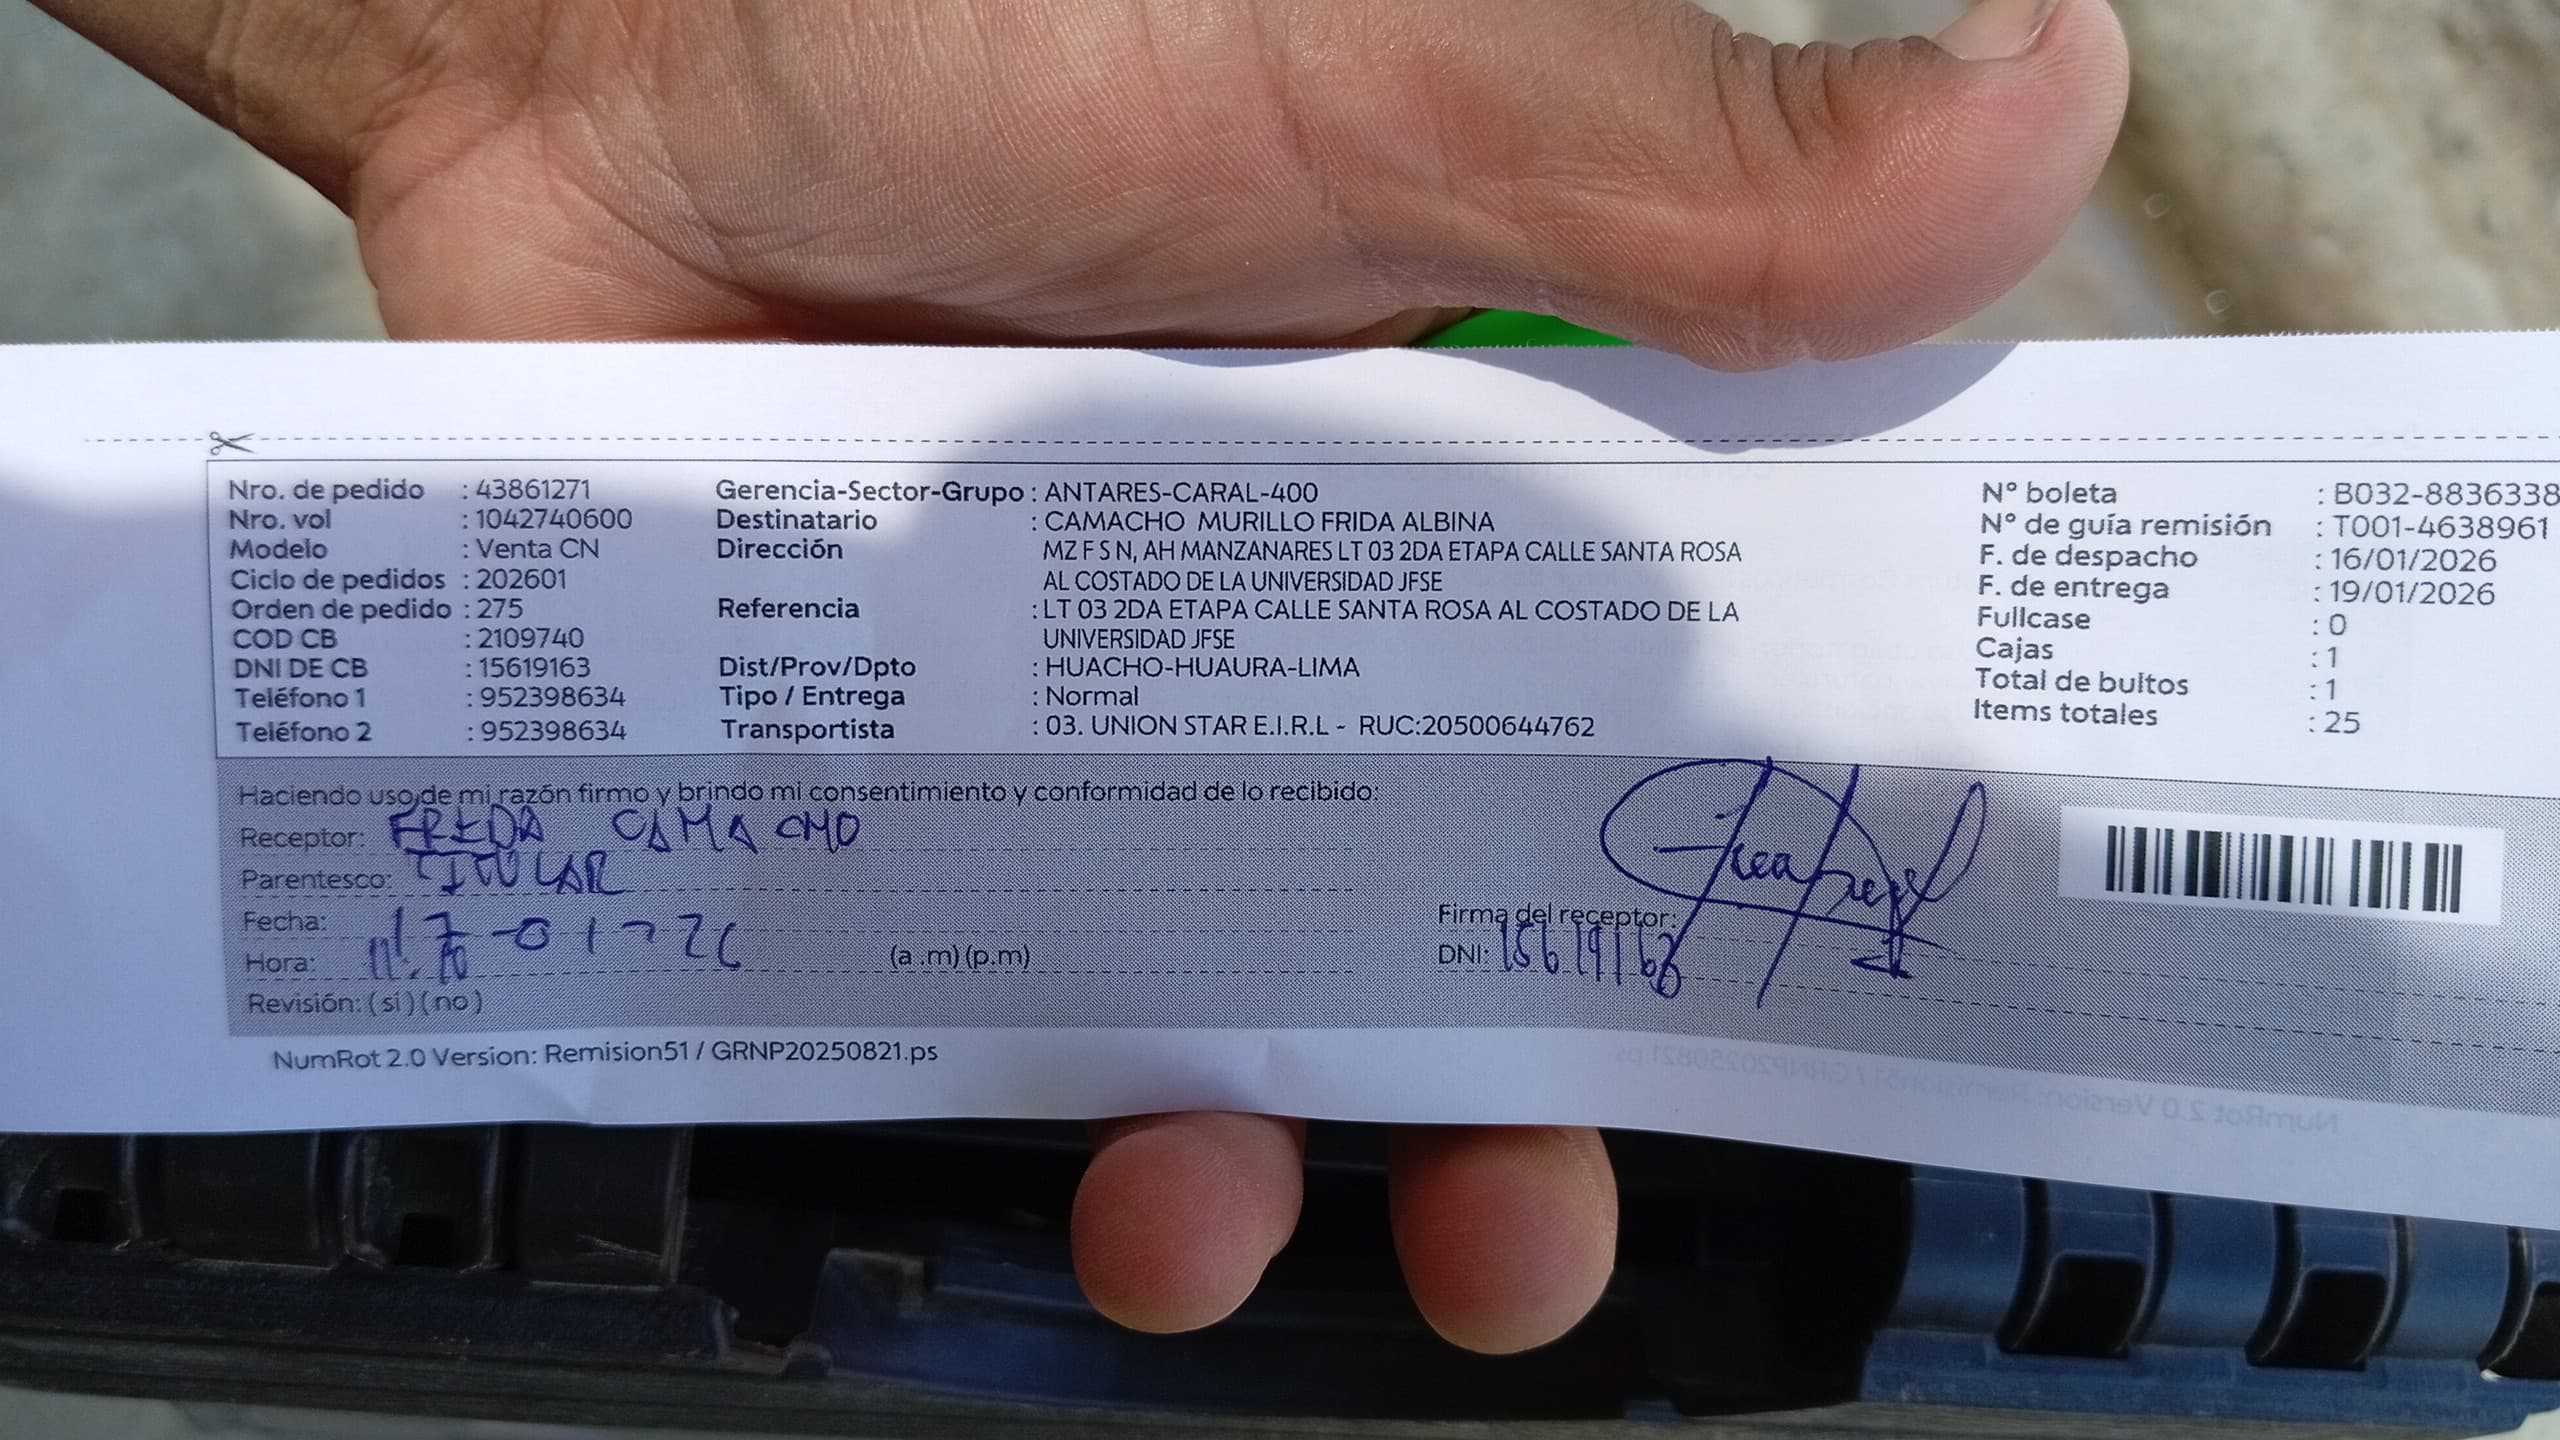 Nro. de pedido : 43861271
Nro. vol : 1042740600
Modelo : Venta CN
Ciclo de pedidos : 202601
Orden de pedido : 275
COD CB : 2109740
DNI DE CB : 15619163
Teléfono 1 : 952398634
Teléfono 2 : 952398634
Gerencia-Sector-Grupo : ANTARES-CARAL-400
Destinatario : CAMACHO MURILLO FRIDA ALBINA
Dirección MZ F S N, AH MANZANARES LT 03 2DA ETAPA CALLE SANTA ROSA
AL COSTADO DE LA UNIVERSIDAD JFSE
Referencia : LT 03 2DA ETAPA CALLE SANTA ROSA AL COSTADO DE LA
UNIVERSIDAD JFSE
Dist/Prov/Dpto : HUACHO-HUAURA-LIMA
Tipo / Entrega : Normal
Transportista : 03. UNION STAR E.I.R.L - RUC:20500644762
N° boleta : B032-8836338
N° de guía remisión : T001-4638961
F. de despacho : 16/01/2026
F. de entrega : 19/01/2026
Fullcase : 0
Cajas : 1
Total de bultos : 1
Items totales : 25
Haciendo uso de mi razón firmo y brindo mi consentimiento y conformidad de lo recibido:
Receptor: FRIDA CAMACHO
Parentesco: TITULAR
Fecha: 17-01-26
Hora: (a .m) (p.m)
Revisión: (si) (no)
Firma del receptor:
DNI: 15619163
NumRot 2.0 Version: Remision51 / GRNP20250821.ps